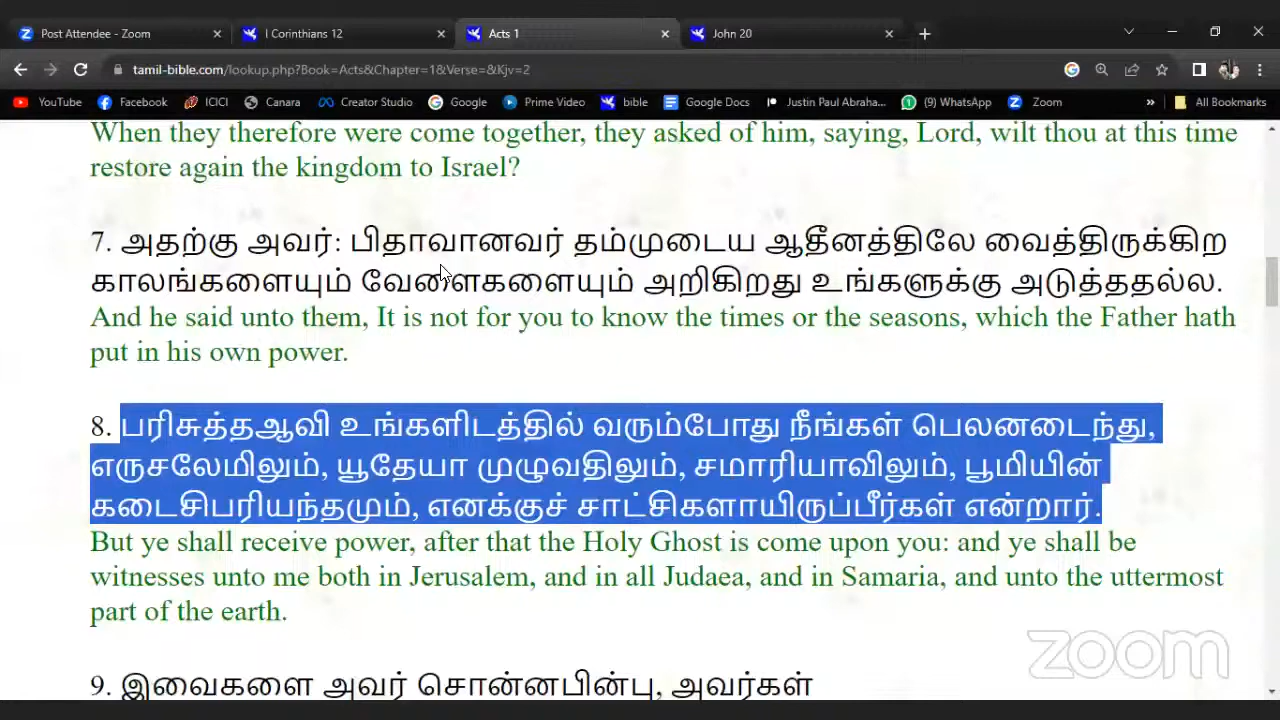 Post Attendee - Zoom
I Corinthians 12
Acts 1
John 20
tamil-bible.com/lookup.php?Book=Acts&Chapter=1&Verse=&Kjv=2
YouTube Facebook ICICI Canara Creator Studio Google Prime Video bible Google Docs Justin Paul Abraha... (9) WhatsApp Zoom » All Bookmarks
When they therefore were come together, they asked of him, saying, Lord, wilt thou at this time
restore again the kingdom to Israel?
7. அதற்கு அவர்: பிதாவானவர் தம்முடைய ஆதீனத்திலே வைத்திருக்கிற
காலங்களையும் வேளைகளையும் அறிகிறது உங்களுக்கு அடுத்ததல்ல.
And he said unto them, It is not for you to know the times or the seasons, which the Father hath
put in his own power.
8. பரிசுத்தஆவி உங்களிடத்தில் வரும்போது நீங்கள் பெலனடைந்து,
எருசலேமிலும், யூதேயா முழுவதிலும், சமாரியாவிலும், பூமியின்
கடைசிபரியந்தமும், எனக்குச் சாட்சிகளாயிருப்பீர்கள் என்றார்.
But ye shall receive power, after that the Holy Ghost is come upon you: and ye shall be
witnesses unto me both in Jerusalem, and in all Judaea, and in Samaria, and unto the uttermost
part of the earth.
zoom
9. இவைகளை அவர் சொன்னபின்பு, அவர்கள்